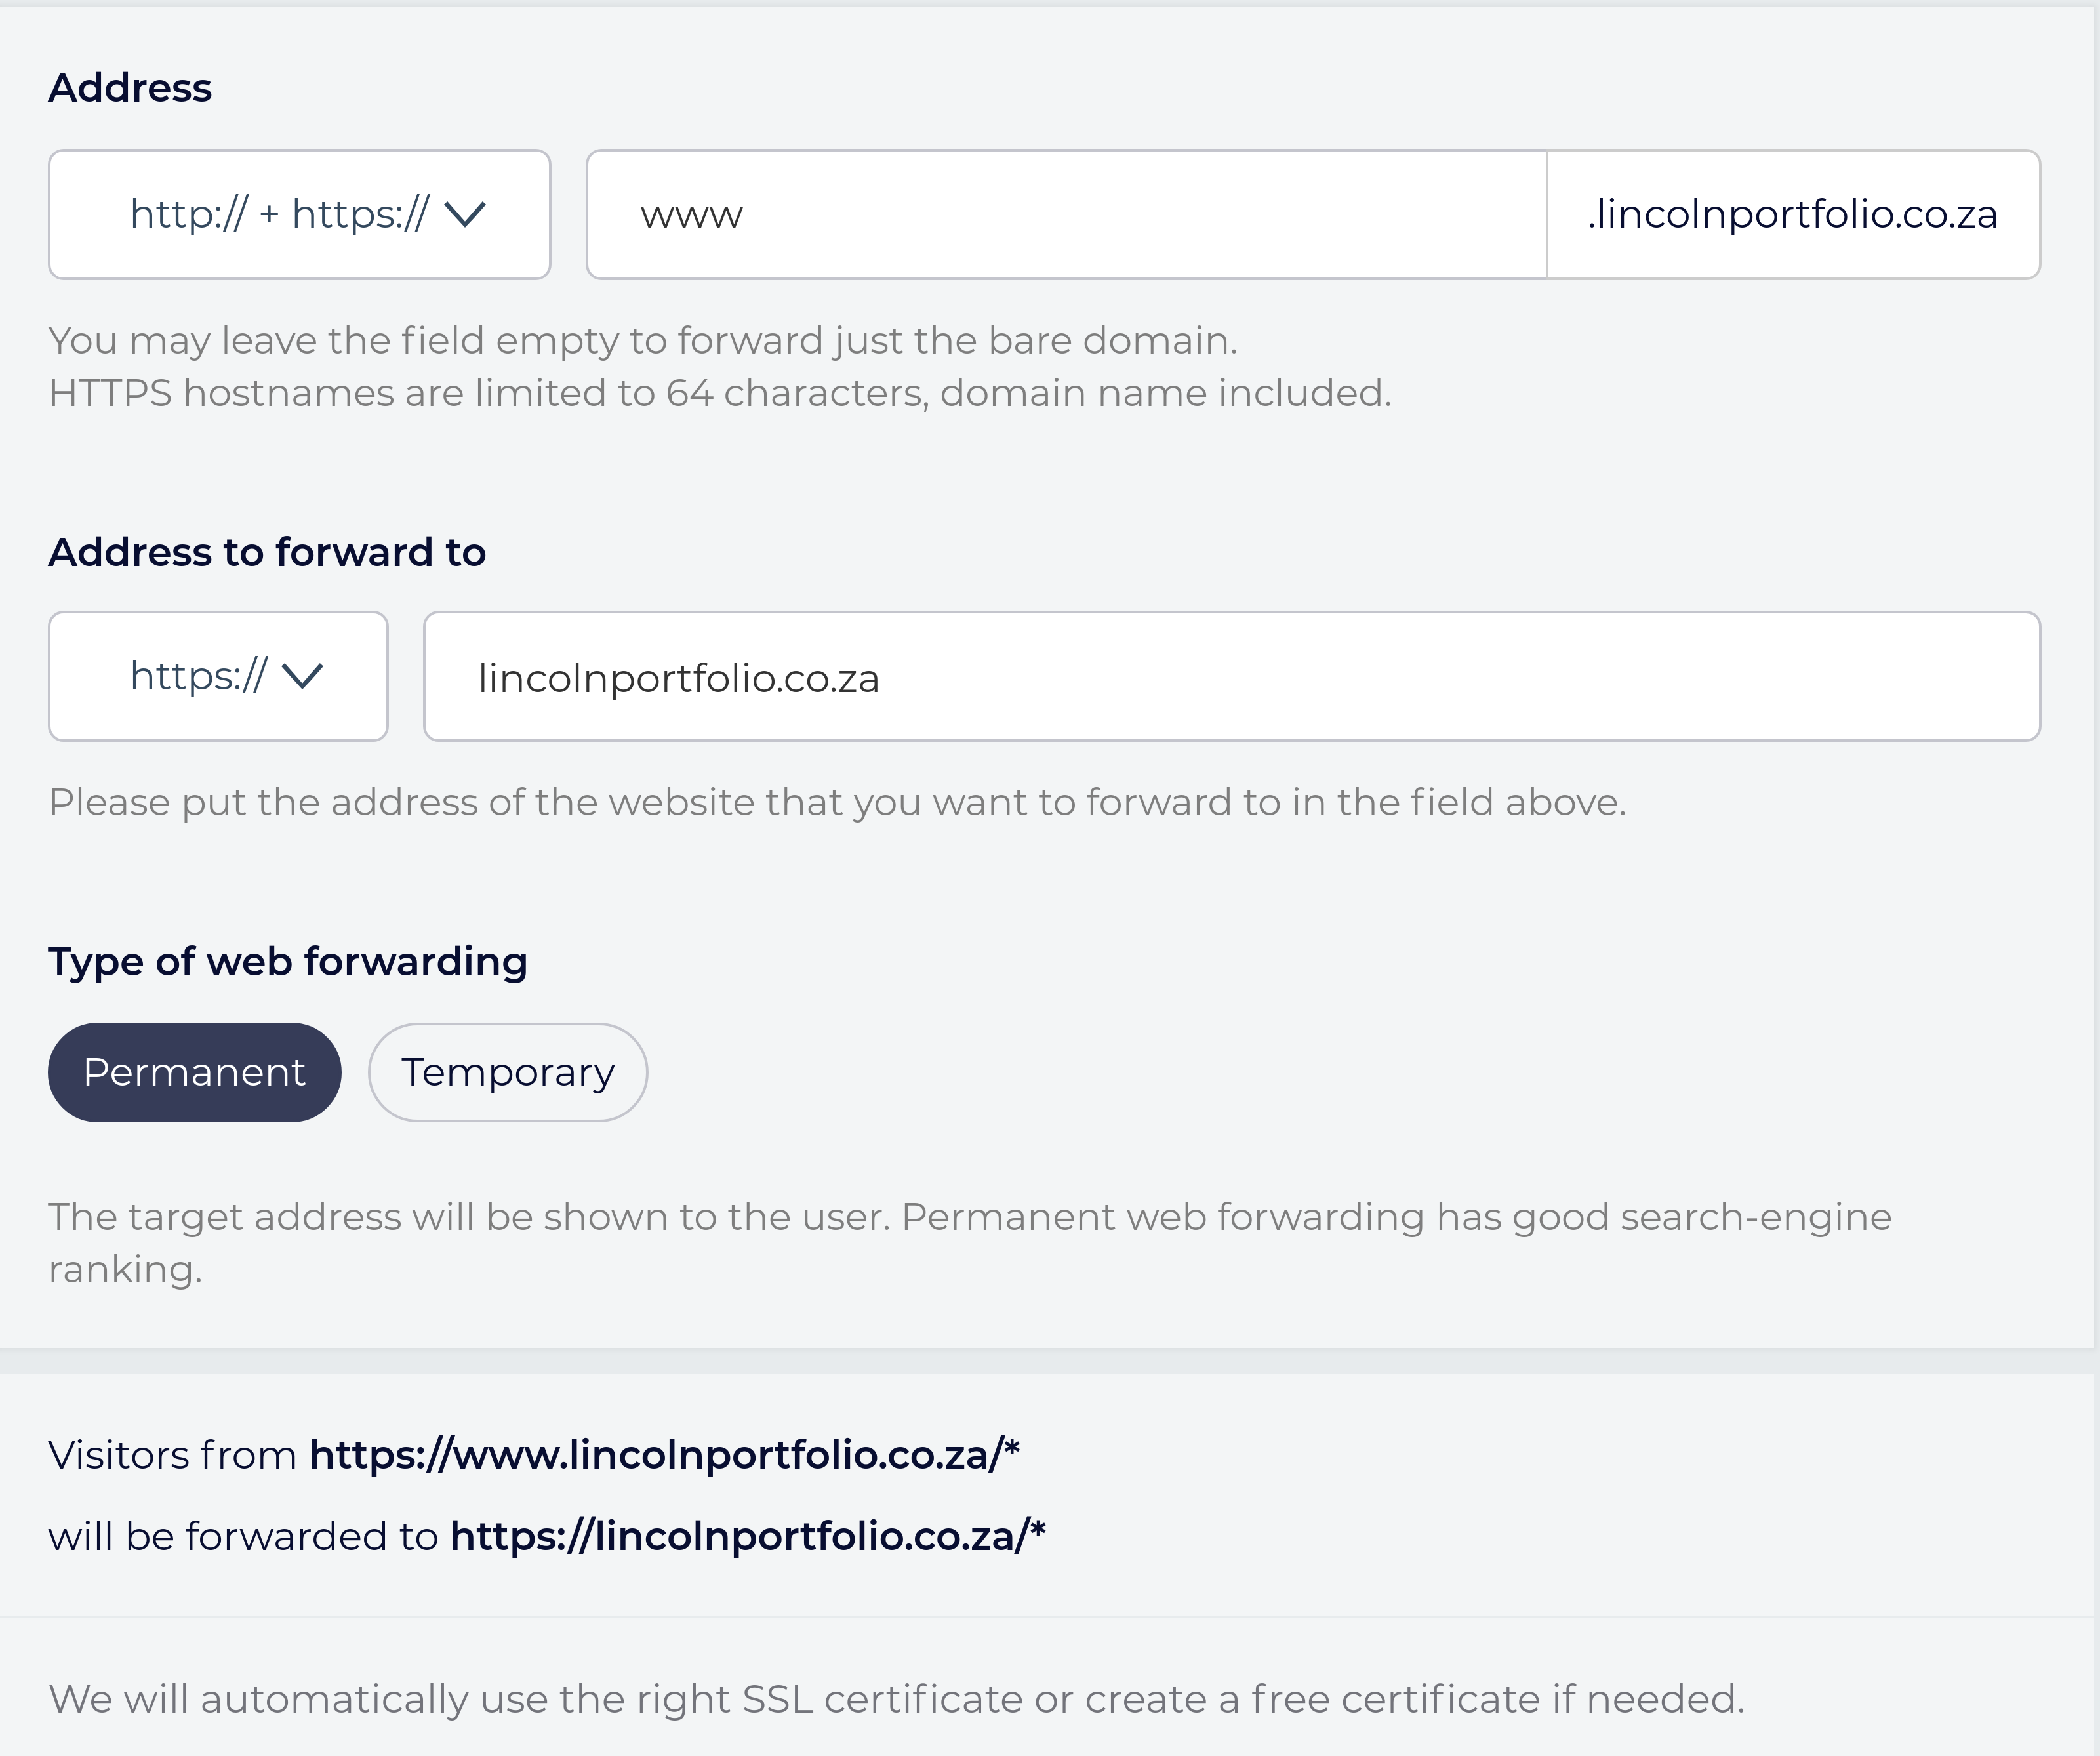 Address
http:// + https://
www
.lincolnportfolio.co.za
You may leave the field empty to forward just the bare domain.
HTTPS hostnames are limited to 64 characters, domain name included.
Address to forward to
https://
lincolnportfolio.co.za
Please put the address of the website that you want to forward to in the field above.
Type of web forwarding
Permanent
Temporary
The target address will be shown to the user. Permanent web forwarding has good search-engine
ranking.
Visitors from https://www.lincolnportfolio.co.za/*
will be forwarded to https://lincolnportfolio.co.za/*
We will automatically use the right SSL certificate or create a free certificate if needed.